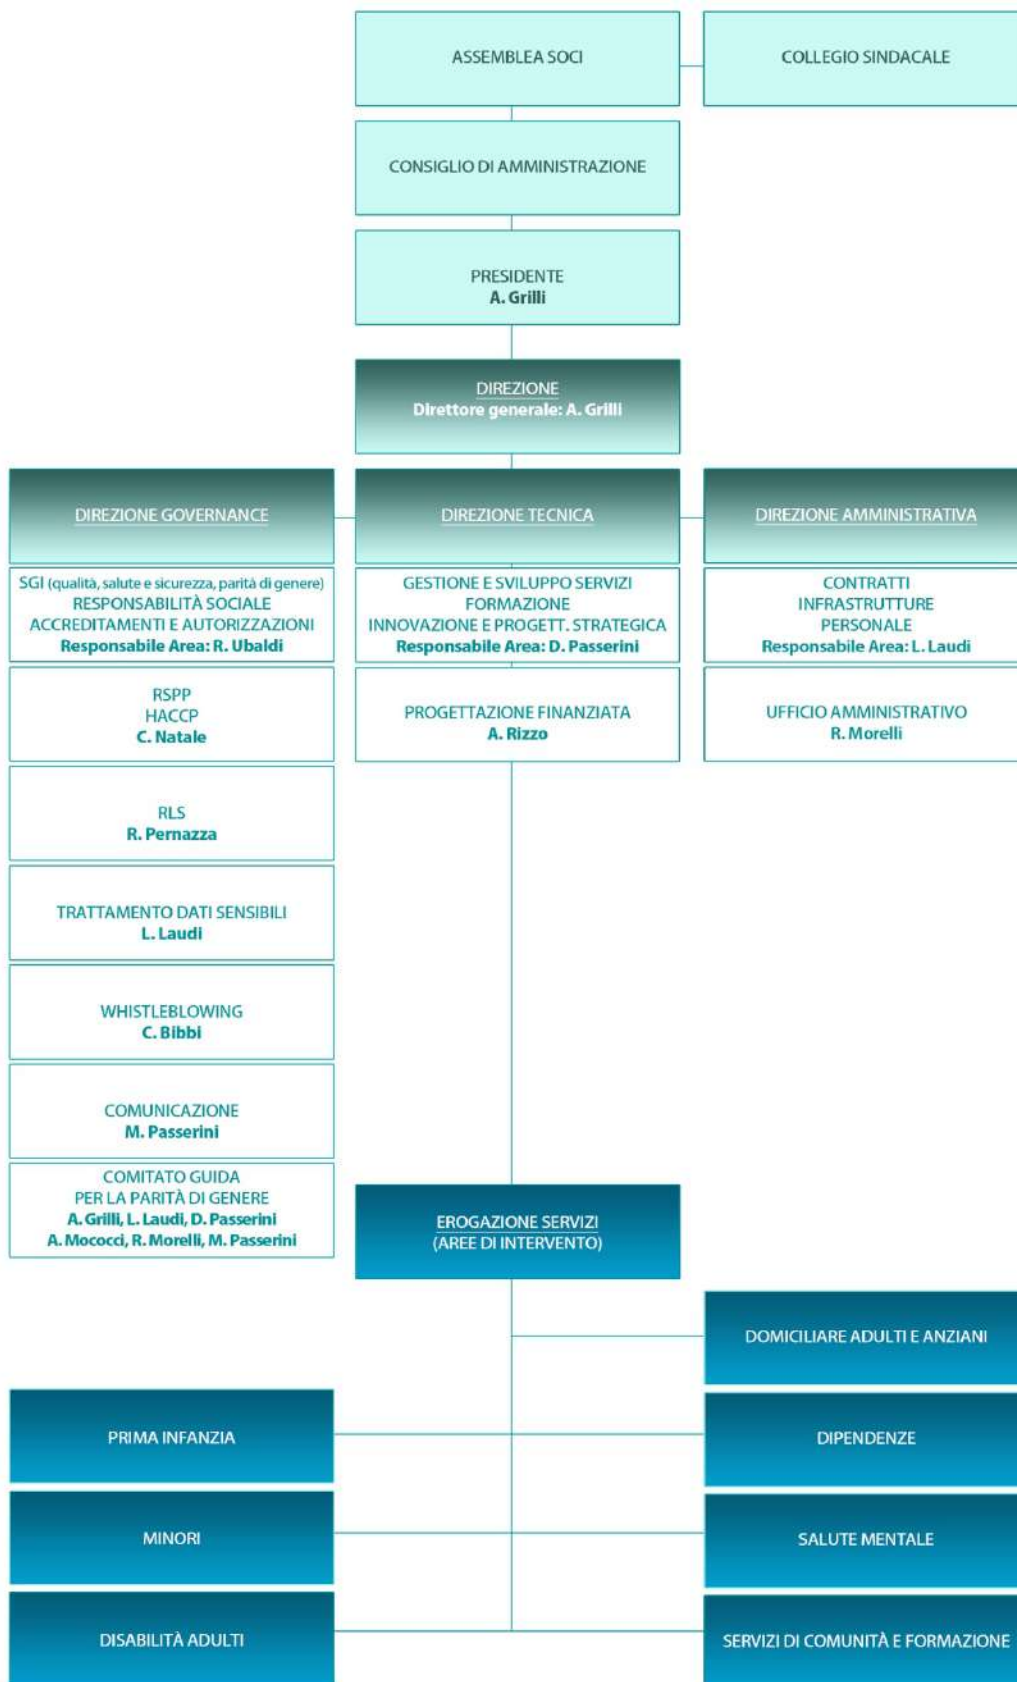 ASSEMBLEA SOCI
COLLEGIO SINDACALE
CONSIGLIO DI AMMINISTRAZIONE
PRESIDENTE
A. Grilli
DIREZIONE
Direttore generale: A. Grilli
DIREZIONE GOVERNANCE
SGI (qualità, salute e sicurezza, parità di genere)
RESPONSABILITÀ SOCIALE
ACCREDITAMENTI E AUTORIZZAZIONI
Responsabile Area: R. Ubaldi
RSPP
HACCP
C. Natale
RLS
R. Pernazza
TRATTAMENTO DATI SENSIBILI
L. Laudi
WHISTLEBLOWING
C. Bibbi
COMUNICAZIONE
M. Passerini
COMITATO GUIDA
PER LA PARITÀ DI GENERE
A. Grilli, L. Laudi, D. Passerini
A. Mococci, R. Morelli, M. Passerini
DIREZIONE TECNICA
GESTIONE E SVILUPPO SERVIZI
FORMAZIONE
INNOVAZIONE E PROGETT. STRATEGICA
Responsabile Area: D. Passerini
PROGETTAZIONE FINANZIATA
A. Rizzo
DIREZIONE AMMINISTRATIVA
CONTRATTI
INFRASTRUTTURE
PERSONALE
Responsabile Area: L. Laudi
UFFICIO AMMINISTRATIVO
R. Morelli
EROGAZIONE SERVIZI
(AREE DI INTERVENTO)
DOMICILIARE ADULTI E ANZIANI
PRIMA INFANZIA
DIPENDENZE
MINORI
SALUTE MENTALE
DISABILITÀ ADULTI
SERVIZI DI COMUNITÀ E FORMAZIONE